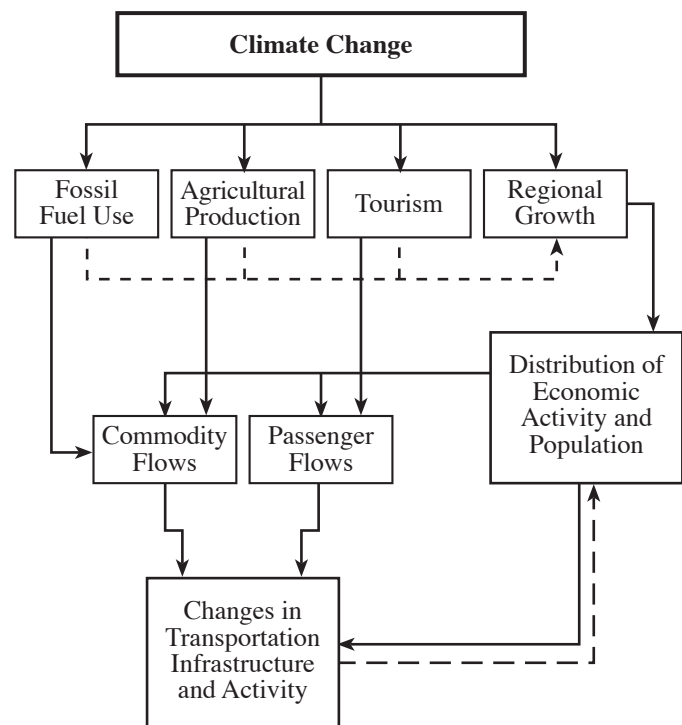 Climate Change
Fossil
Fuel Use
Agricultural
Production
Tourism
Regional
Growth
Distribution of
Economic
Activity and
Population
Commodity
Flows
Passenger
Flows
Changes in
Transportation
Infrastructure
and Activity